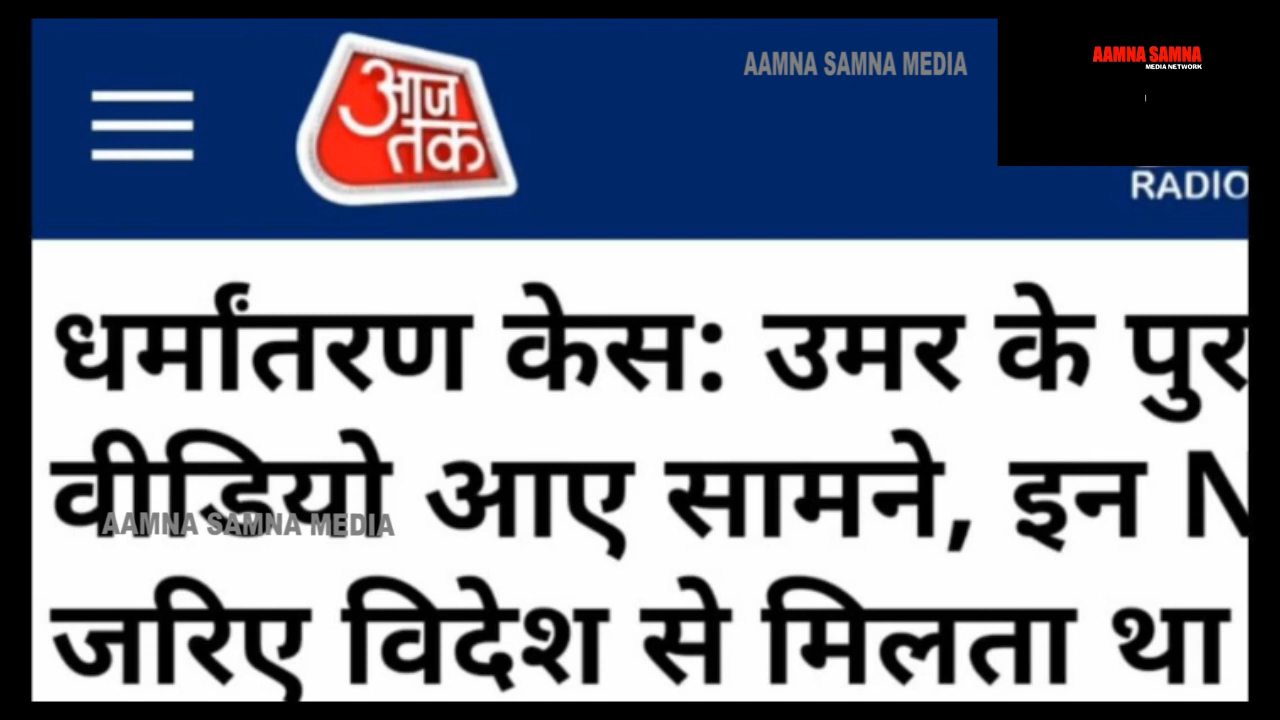 आज
तक
AAMNA SAMNA MEDIA
AAMNA SAMNA
MEDIA NETWORK
RADIO
धर्मांतरण केस: उमर के
वीडियो आए सामने, इन
AAMNA SAMNA MEDIA
जरिए विदेश से मिलता था